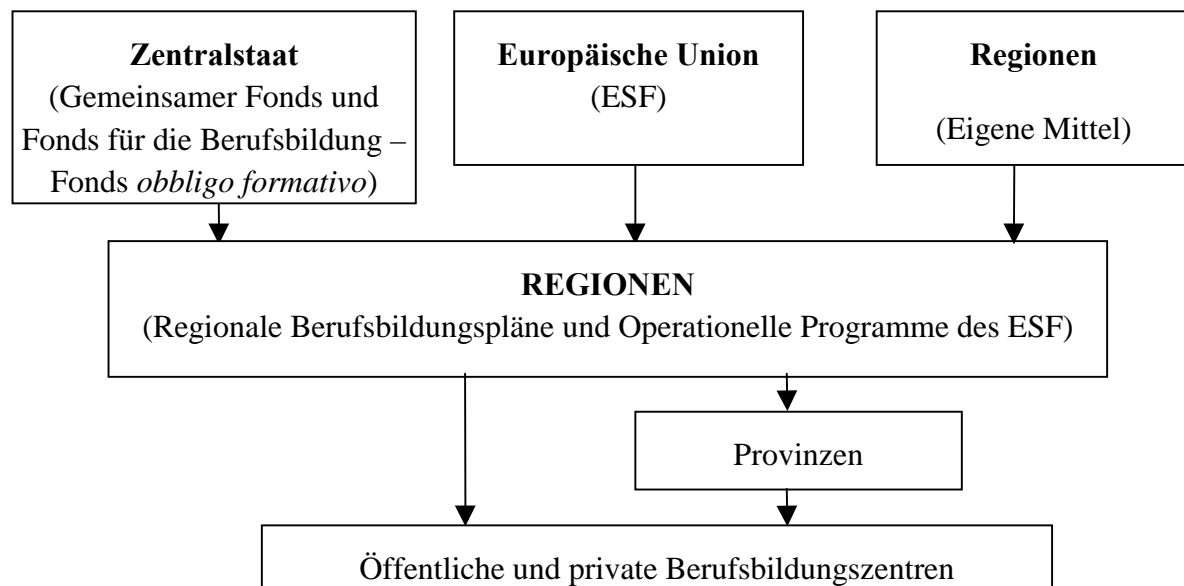 Zentralstaat
(Gemeinsamer Fonds und
Fonds für die Berufsbildung –
Fonds obbligo formativo)
Europäische Union
(ESF)
Regionen
(Eigene Mittel)
REGIONEN
(Regionale Berufsbildungspläne und Operationelle Programme des ESF)
Provinzen
Öffentliche und private Berufsbildungszentren